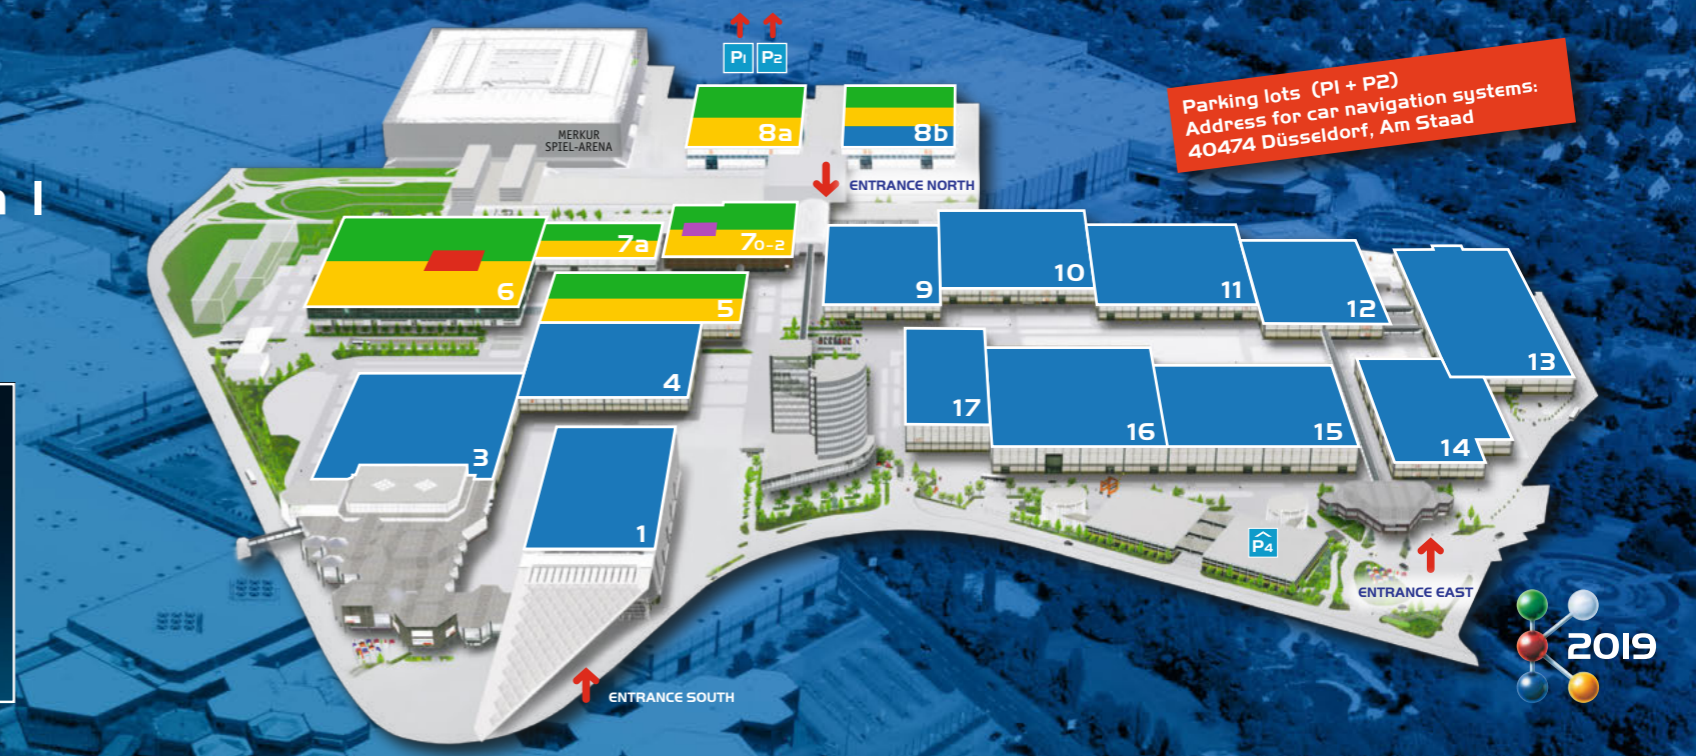 P1 P2
Parking lots (P1 + P2)
Address for car navigation systems:
40474 Düsseldorf, Am Staad
MERKUR
SPIEL-ARENA
8a
8b
ENTRANCE NORTH
7a
70-2
6
5
9
10
11
12
13
4
3
17
16
15
14
1
P4
ENTRANCE EAST
2019
ENTRANCE SOUTH